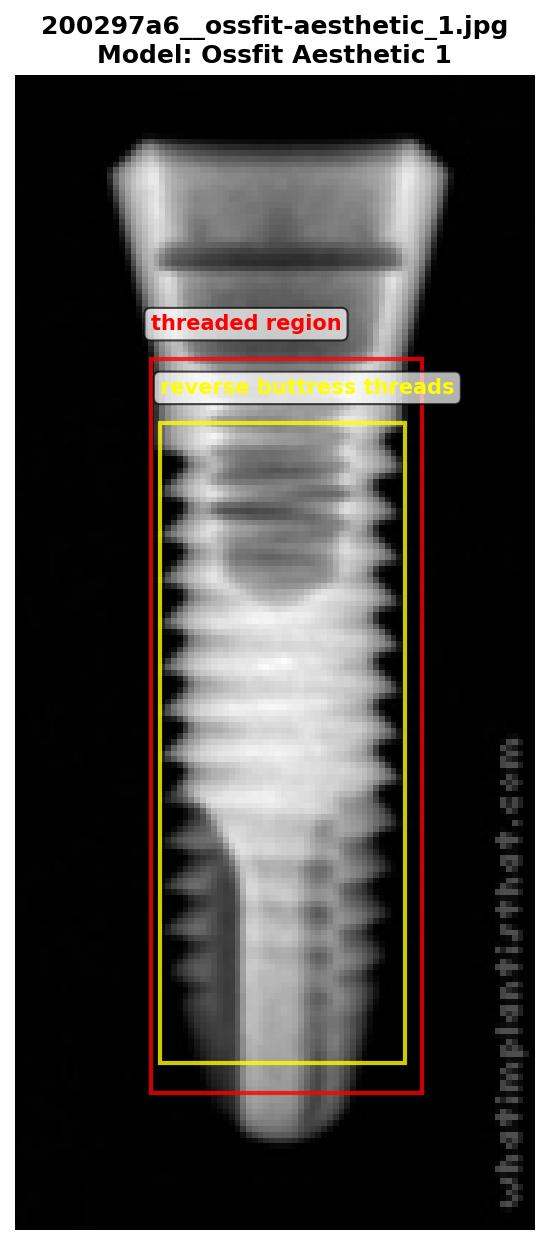 200297a6__ossfit-aesthetic_1.jpg
Model: Ossfit Aesthetic 1
threaded region
reverse buttress threads
whatimplantisthat.com